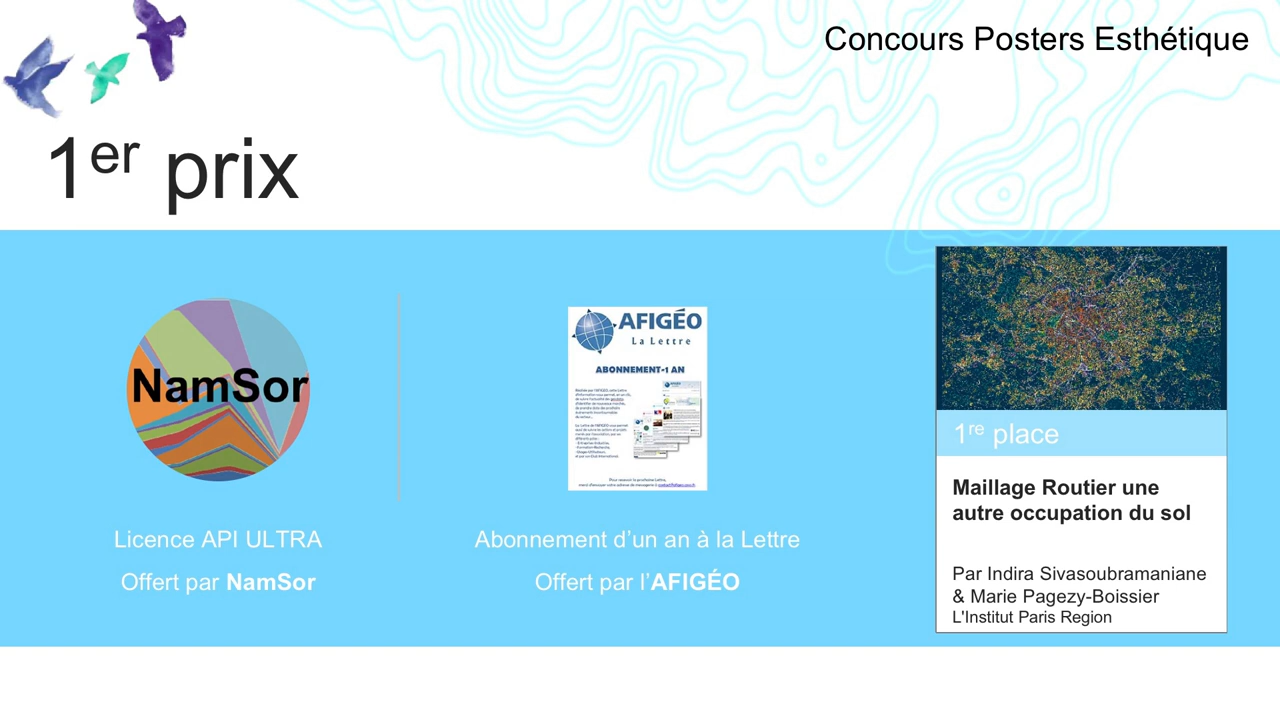 Concours Posters Esthétique
1er prix
NamSor
Licence API ULTRA
Offert par NamSor
AFIGÉO
La Lettre
ABONNEMENT-1 AN
Abonnement d’un an à la Lettre
Offert par l’AFIGÉO
1re place
Maillage Routier une
autre occupation du sol
Par Indira Sivasoubramaniane
& Marie Pagezy-Boissier
L'Institut Paris Region